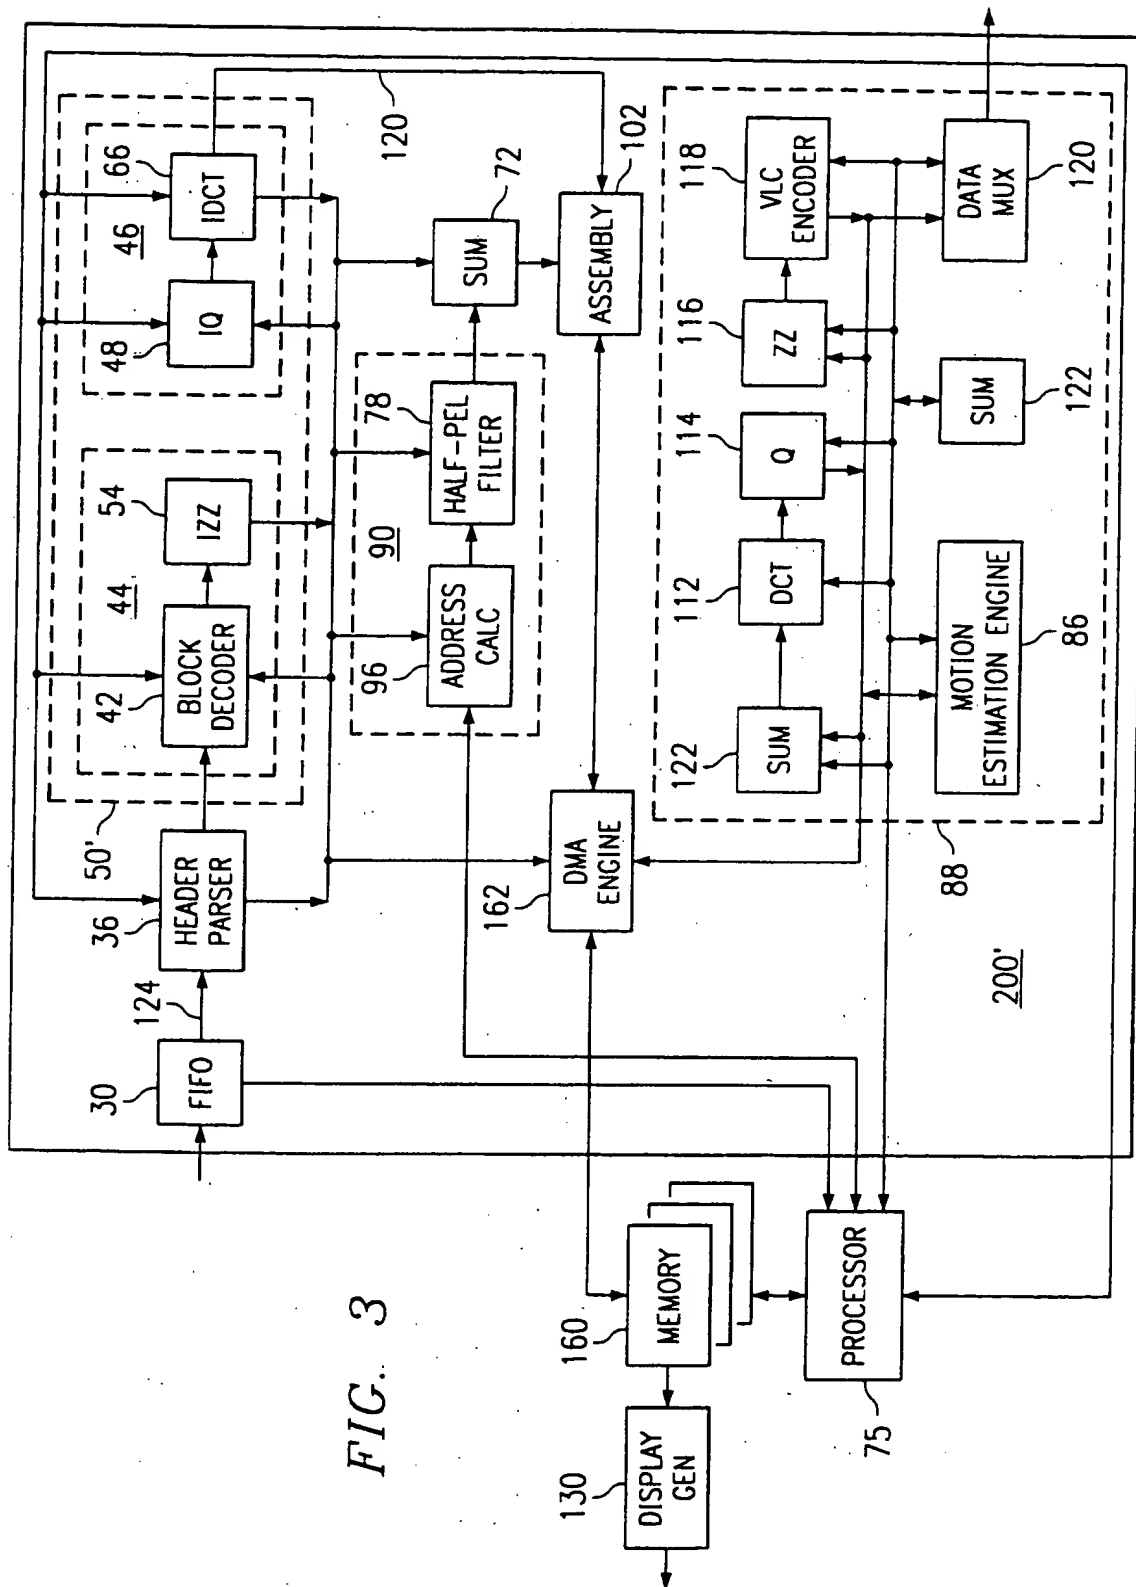 30
FIFO
124
36
HEADER
PARSER
50'
42
BLOCK
DECODER
44
54
IZZ
48
IQ
46
66
IDCT
120
96
ADDRESS
CALC
90
78
HALF-PEL
FILTER
72
SUM
102
ASSEMBLY
162
DMA
ENGINE
122
SUM
112
DCT
114
Q
116
ZZ
118
VLC
ENCODER
MOTION
ESTIMATION ENGINE
86
SUM
122
DATA
MUX
120
88
200'
130
DISPLAY
GEN
160
MEMORY
75
PROCESSOR
FIG. 3